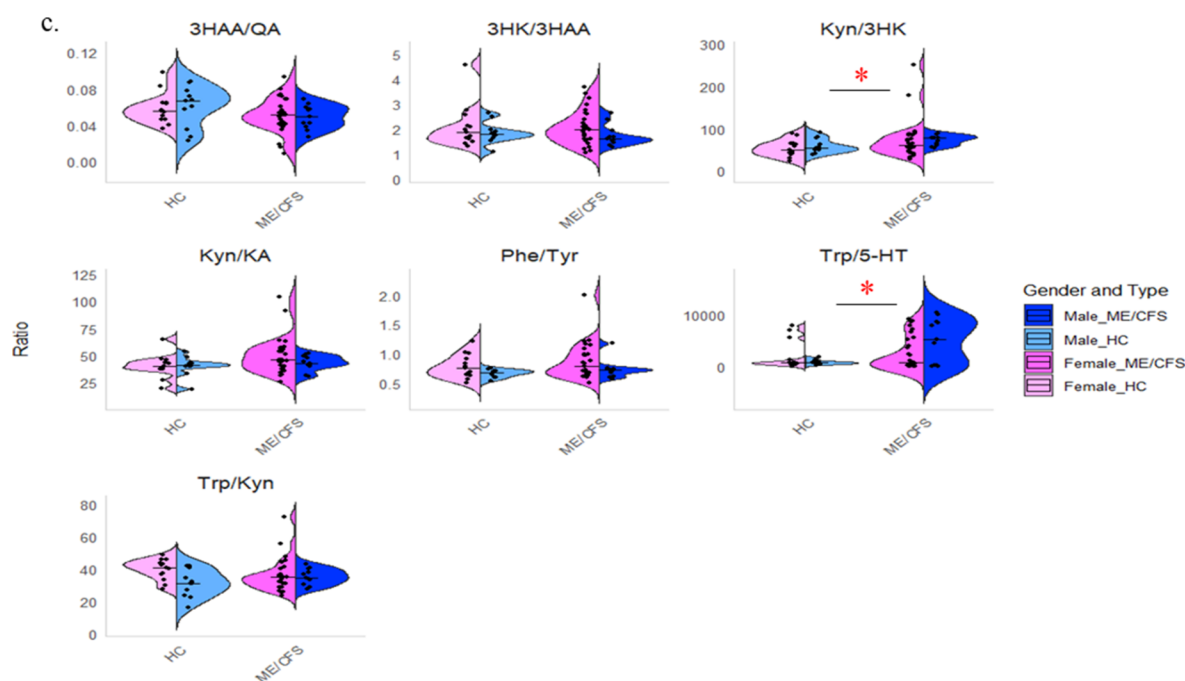 c.
3HAA/QA
0.12
0.08
0.04
0.00
HC
ME/CFS
3HK/3HAA
5
4
3
2
1
0
HC
ME/CFS
Kyn/3HK
300
200
100
0
*
HC
ME/CFS
Kyn/KA
125
100
75
50
25
HC
ME/CFS
Phe/Tyr
2.0
1.5
1.0
0.5
HC
ME/CFS
Trp/5-HT
10000
0
*
HC
ME/CFS
Ratio
Gender and Type
Male_ME/CFS
Male_HC
Female_ME/CFS
Female_HC
Trp/Kyn
80
60
40
20
0
HC
ME/CFS